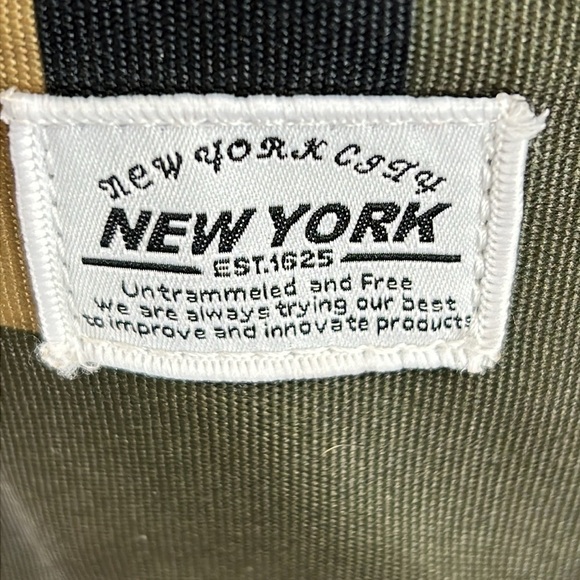 NEW YORK CITY
NEW YORK
EST.1625
Untrammeled and Free
we are always trying our best
to improve and innovate products